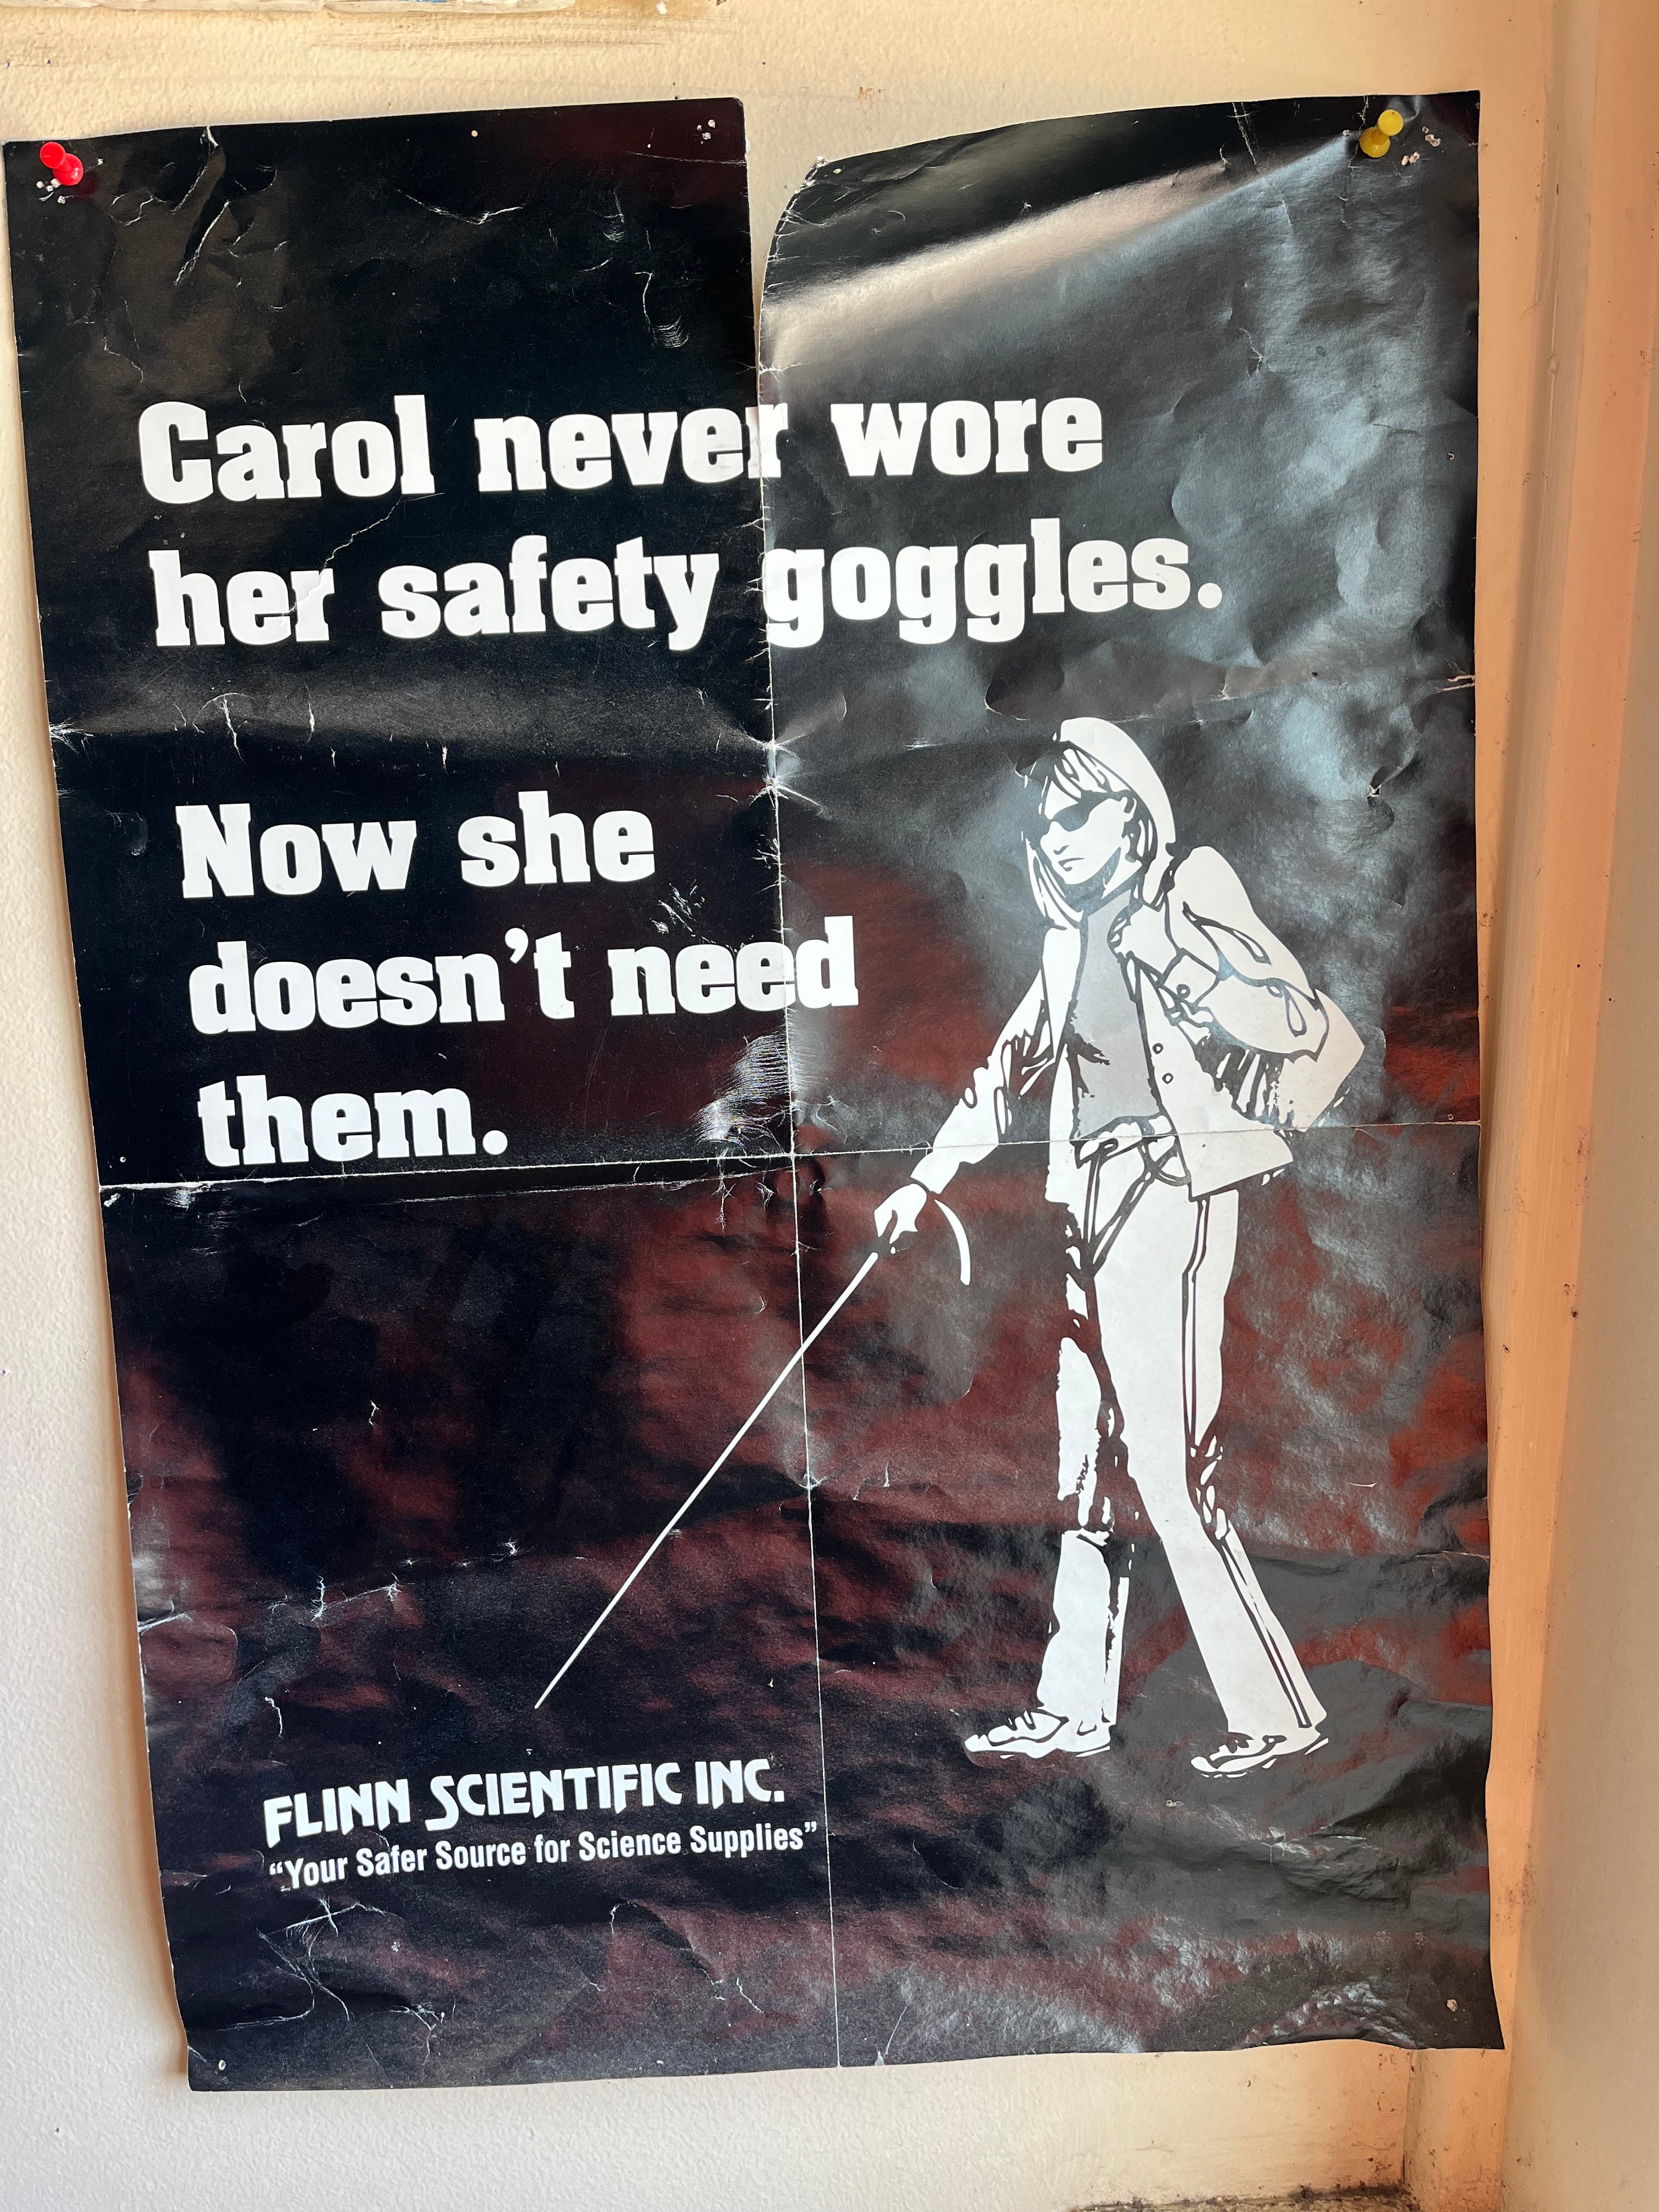 Carol never wore
her safety goggles.
Now she
doesn't need
them.
FLINN SCIENTIFIC INC.
“Your Safer Source for Science Supplies”